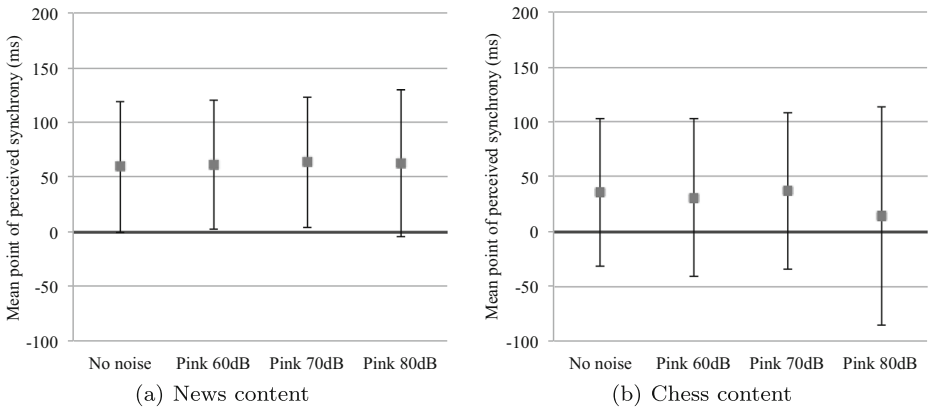 Mean point of perceived synchrony (ms)
200
150
100
50
0
-50
-100
No noise Pink 60dB Pink 70dB Pink 80dB
(a) News content
Mean point of perceived synchrony (ms)
200
150
100
50
0
-50
-100
No noise Pink 60dB Pink 70dB Pink 80dB
(b) Chess content